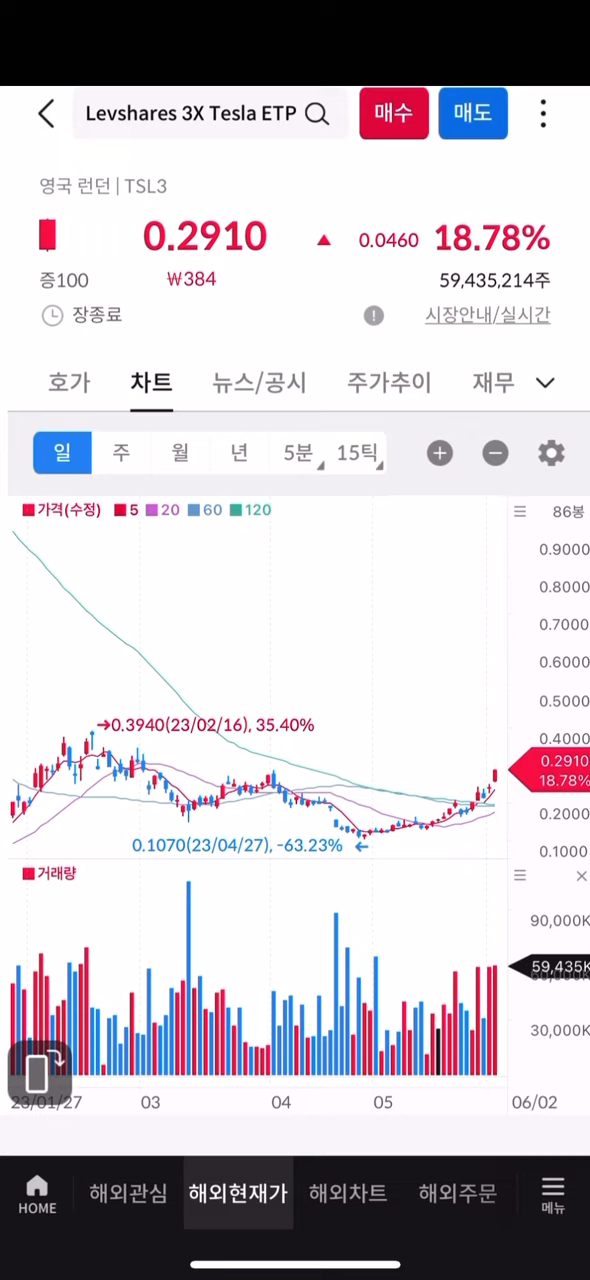 Levshares 3X Tesla ETP 매수 매도
영국 런던 | TSL3
0.2910 ▲ 0.0460 18.78%
증100 ₩384 59,435,214주
장종료 시장안내/실시간
호가 차트 뉴스/공시 주가추이 재무
일 주 월 년 5분 15틱
가격(수정) 5 20 60 120 86봉
0.9000
0.8000
0.7000
0.6000
0.5000
→0.3940(23/02/16), 35.40%
0.4000
0.2910
18.78%
0.2000
0.1070(23/04/27), -63.23% ←
0.1000
거래량
90,000K
59,435K
30,000K
23/01/27 03 04 05 06/02
HOME 해외관심 해외현재가 해외차트 해외주문 메뉴